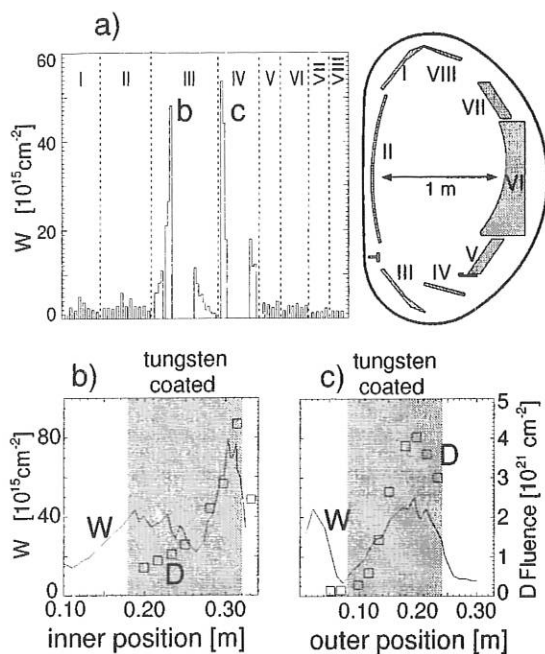 a)
60
40
20
0
W [10¹⁵cm⁻²]
I II III IV V VI VII VIII
b c
I VIII
VII
II
VI
1 m
V
III IV
b) tungsten coated
c) tungsten coated
80
40
0
W [10¹⁵cm⁻²]
W
D
0.10 0.20 0.30
inner position [m]
W
D
0.10 0.20 0.30
outer position [m]
5
4
3
2
1
0
D Fluence [10²¹ cm⁻²]